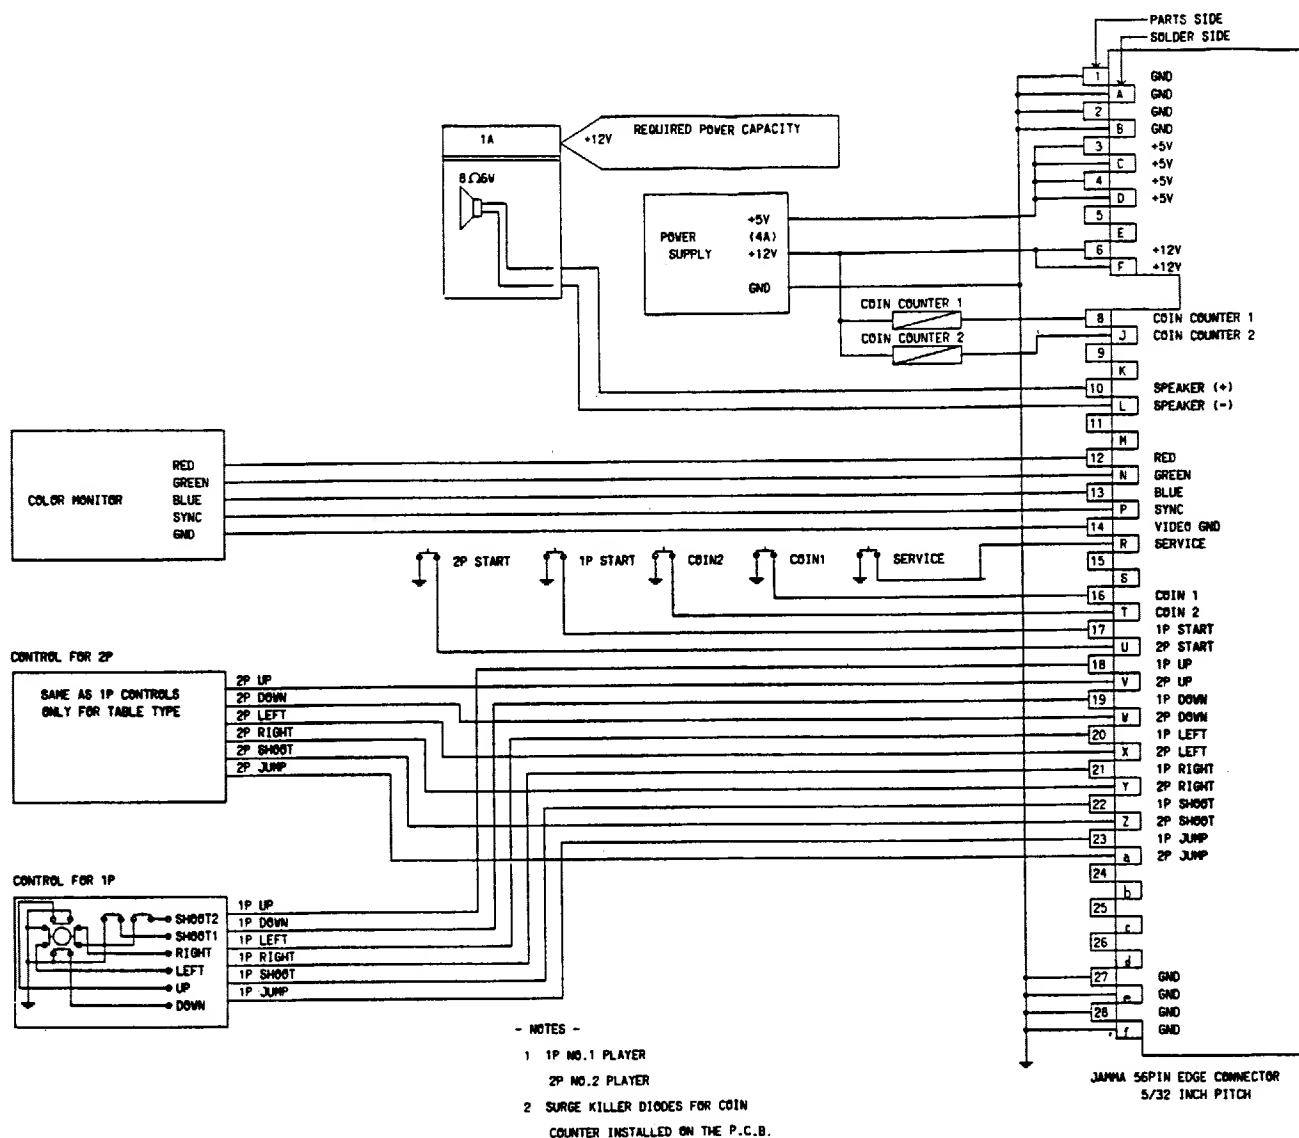 PARTS SIDE
SOLDER SIDE
1 GND
A GND
2 GND
B GND
3 +5V
C +5V
4 +5V
D +5V
5
E
6 +12V
F +12V
1A
+12V
REQUIRED POWER CAPACITY
8Ω6W
POWER SUPPLY
+5V
(4A)
+12V
GND
COIN COUNTER 1
COIN COUNTER 2
8 COIN COUNTER 1
J COIN COUNTER 2
9
K
10 SPEAKER (+)
L SPEAKER (-)
11
M
12 RED
N GREEN
13 BLUE
P SYNC
14 VIDEO GND
R SERVICE
15
S
16 COIN 1
T COIN 2
17 1P START
U 2P START
18 1P UP
V 2P UP
19 1P DOWN
W 2P DOWN
20 1P LEFT
X 2P LEFT
21 1P RIGHT
Y 2P RIGHT
22 1P SHOOT
Z 2P SHOOT
23 1P JUMP
a 2P JUMP
24
b
25
c
26
d
27 GND
e GND
28 GND
f GND
COLOR MONITOR
RED
GREEN
BLUE
SYNC
GND
2P START
1P START
COIN2
COIN1
SERVICE
CONTROL FOR 2P
SAME AS 1P CONTROLS
ONLY FOR TABLE TYPE
2P UP
2P DOWN
2P LEFT
2P RIGHT
2P SHOOT
2P JUMP
CONTROL FOR 1P
SHOOT2
SHOOT1
RIGHT
LEFT
UP
DOWN
1P UP
1P DOWN
1P LEFT
1P RIGHT
1P SHOOT
1P JUMP
- NOTES -
1 1P NO.1 PLAYER
2P NO.2 PLAYER
2 SURGE KILLER DIODES FOR COIN
COUNTER INSTALLED ON THE P.C.B.
JAMMA 56PIN EDGE CONNECTOR
5/32 INCH PITCH